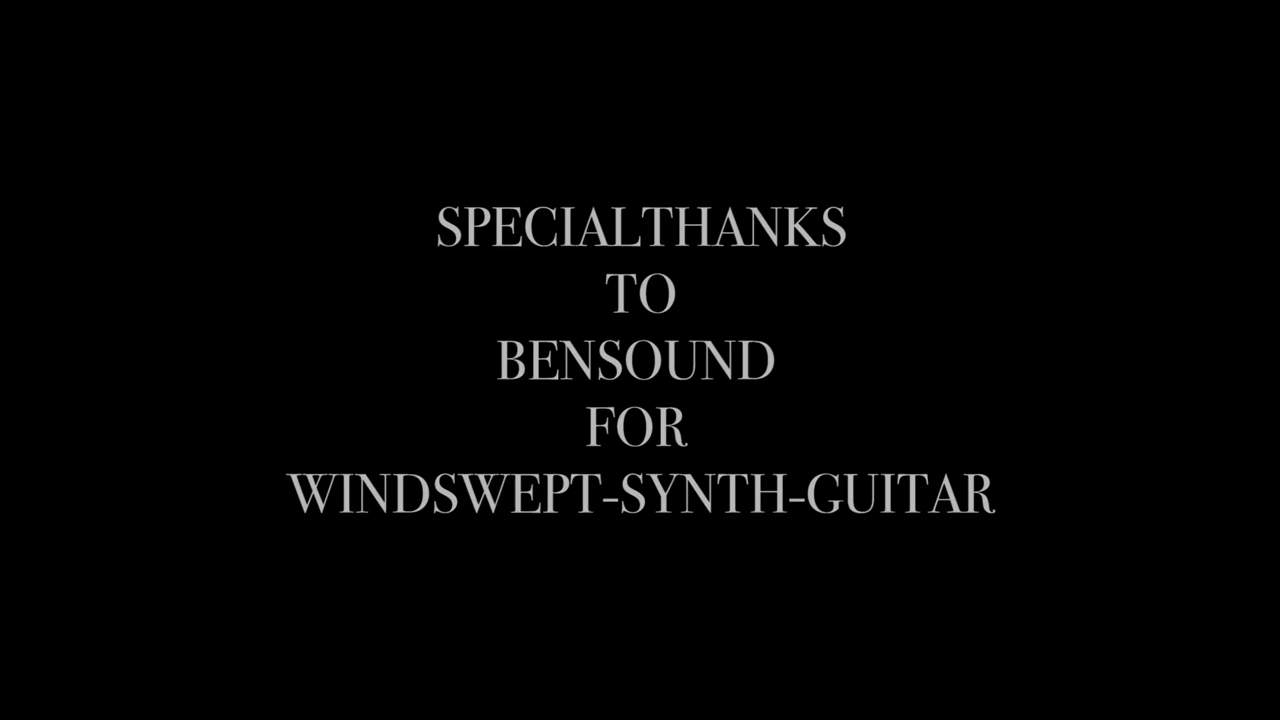 SPECIALTHANKS
TO
BENSOUND
FOR
WINDSWEPT-SYNTH-GUITAR